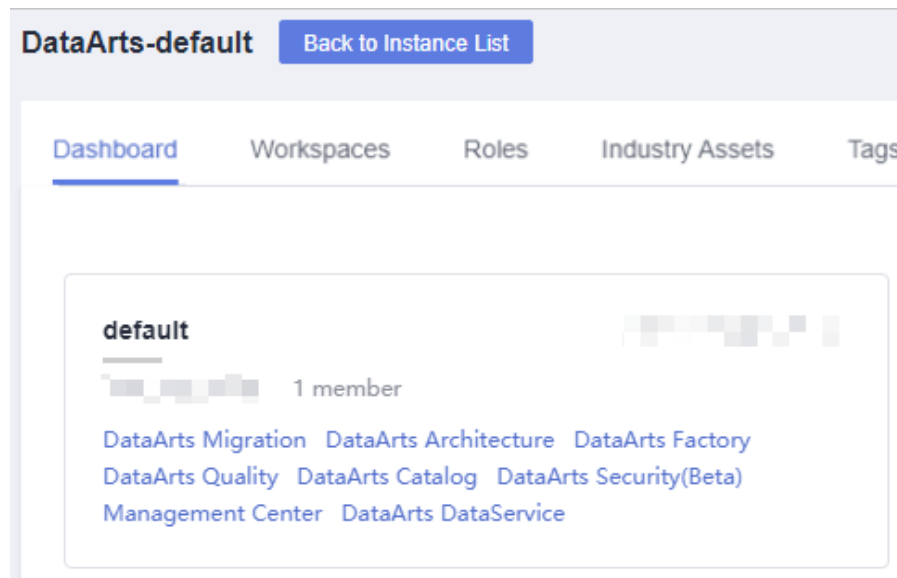 DataArts-default Back to Instance List
Dashboard Workspaces Roles Industry Assets Tags
default
1 member
DataArts Migration DataArts Architecture DataArts Factory
DataArts Quality DataArts Catalog DataArts Security(Beta)
Management Center DataArts DataService